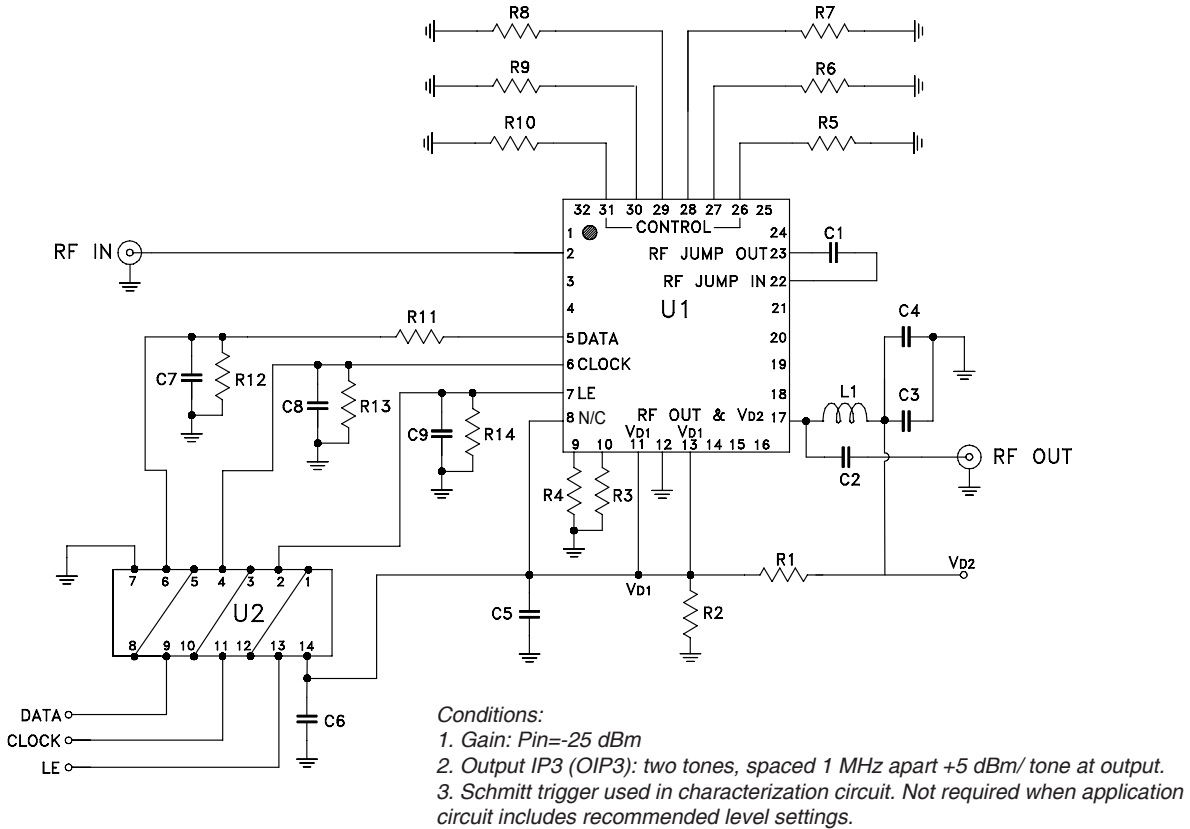 R8
R7
R9
R6
R10
R5
32 31 30 29 28 27 26 25
CONTROL
1
24
RF IN
2
RF JUMP OUT 23
C1
3
RF JUMP IN 22
U1
4
21
R11
5 DATA
20
C4
C7
R12
6 CLOCK
19
C8
R13
7 LE
18
L1
C3
C9
R14
8 N/C
RF OUT & VD2 17
VD1
VD1
9 10 11 12 13 14 15 16
C2
RF OUT
R4
R3
7 6 5 4 3 2 1
U2
R1
VD2
VD1
C5
R2
8 9 10 11 12 13 14
DATA
C6
CLOCK
LE
Conditions:
1. Gain: Pin=-25 dBm
2. Output IP3 (OIP3): two tones, spaced 1 MHz apart +5 dBm/ tone at output.
3. Schmitt trigger used in characterization circuit. Not required when application
circuit includes recommended level settings.